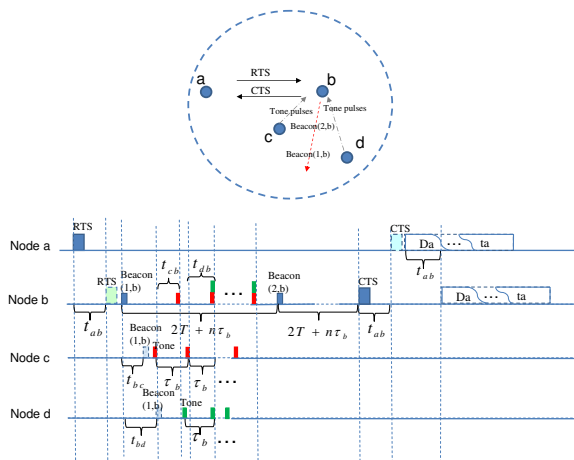 a
RTS
b
CTS
Tone pulses
Tone pulses
c
Beacon(2,b)
d
Beacon(1,b)
RTS
CTS
Node a
Da ... ta
t_ab
t_cb
t_db
RTS
Beacon
(1,b)
...
Beacon
(2,b)
CTS
Node b
Da ... ta
t_ab
2T + nτ_b
2T + nτ_b
t_ab
Beacon
(1,b)
Tone
Node c
t_bc
τ_b
τ_b
...
Beacon
(1,b)
Tone
Node d
t_bd
τ_b
...